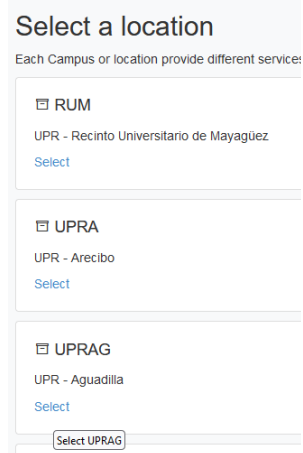 Select a location
Each Campus or location provide different services
RUM
UPR - Recinto Universitario de Mayagüez
Select
UPRA
UPR - Arecibo
Select
UPRAG
UPR - Aguadilla
Select
Select UPRAG